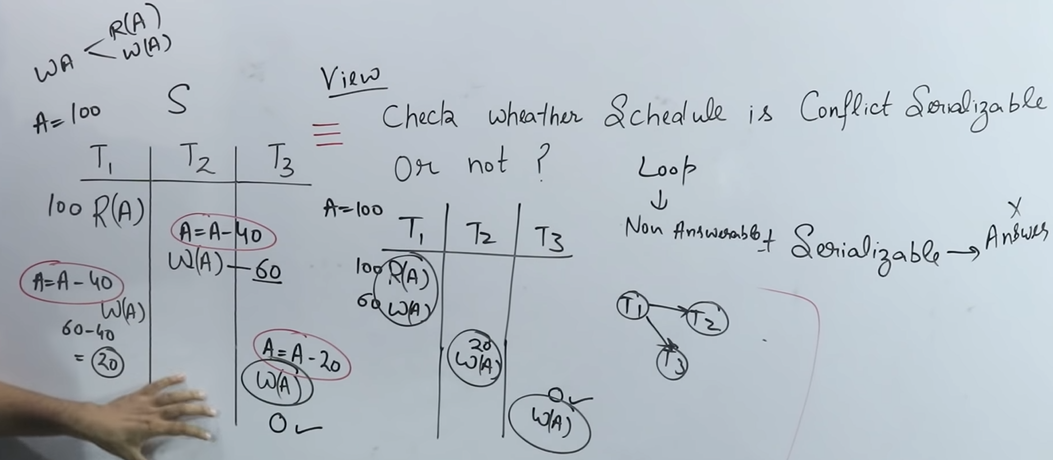 WA < R(A)
W(A)
A=100 S
T1 T2 T3
100 R(A)
A=A-40
W(A) - 60
A=A-40
W(A)
60-40
= 20
A=A-20
W(A)
0 ✓
≡
View
Check wheather Schedule is Conflict Serializable
Or not ?
Loop
↓
Non Answerable
Serializable → Answer
X
A=100
T1 T2 T3
100 R(A)
60 W(A)
20
W(A)
0 ✓
W(A)
T1 → T2
T3